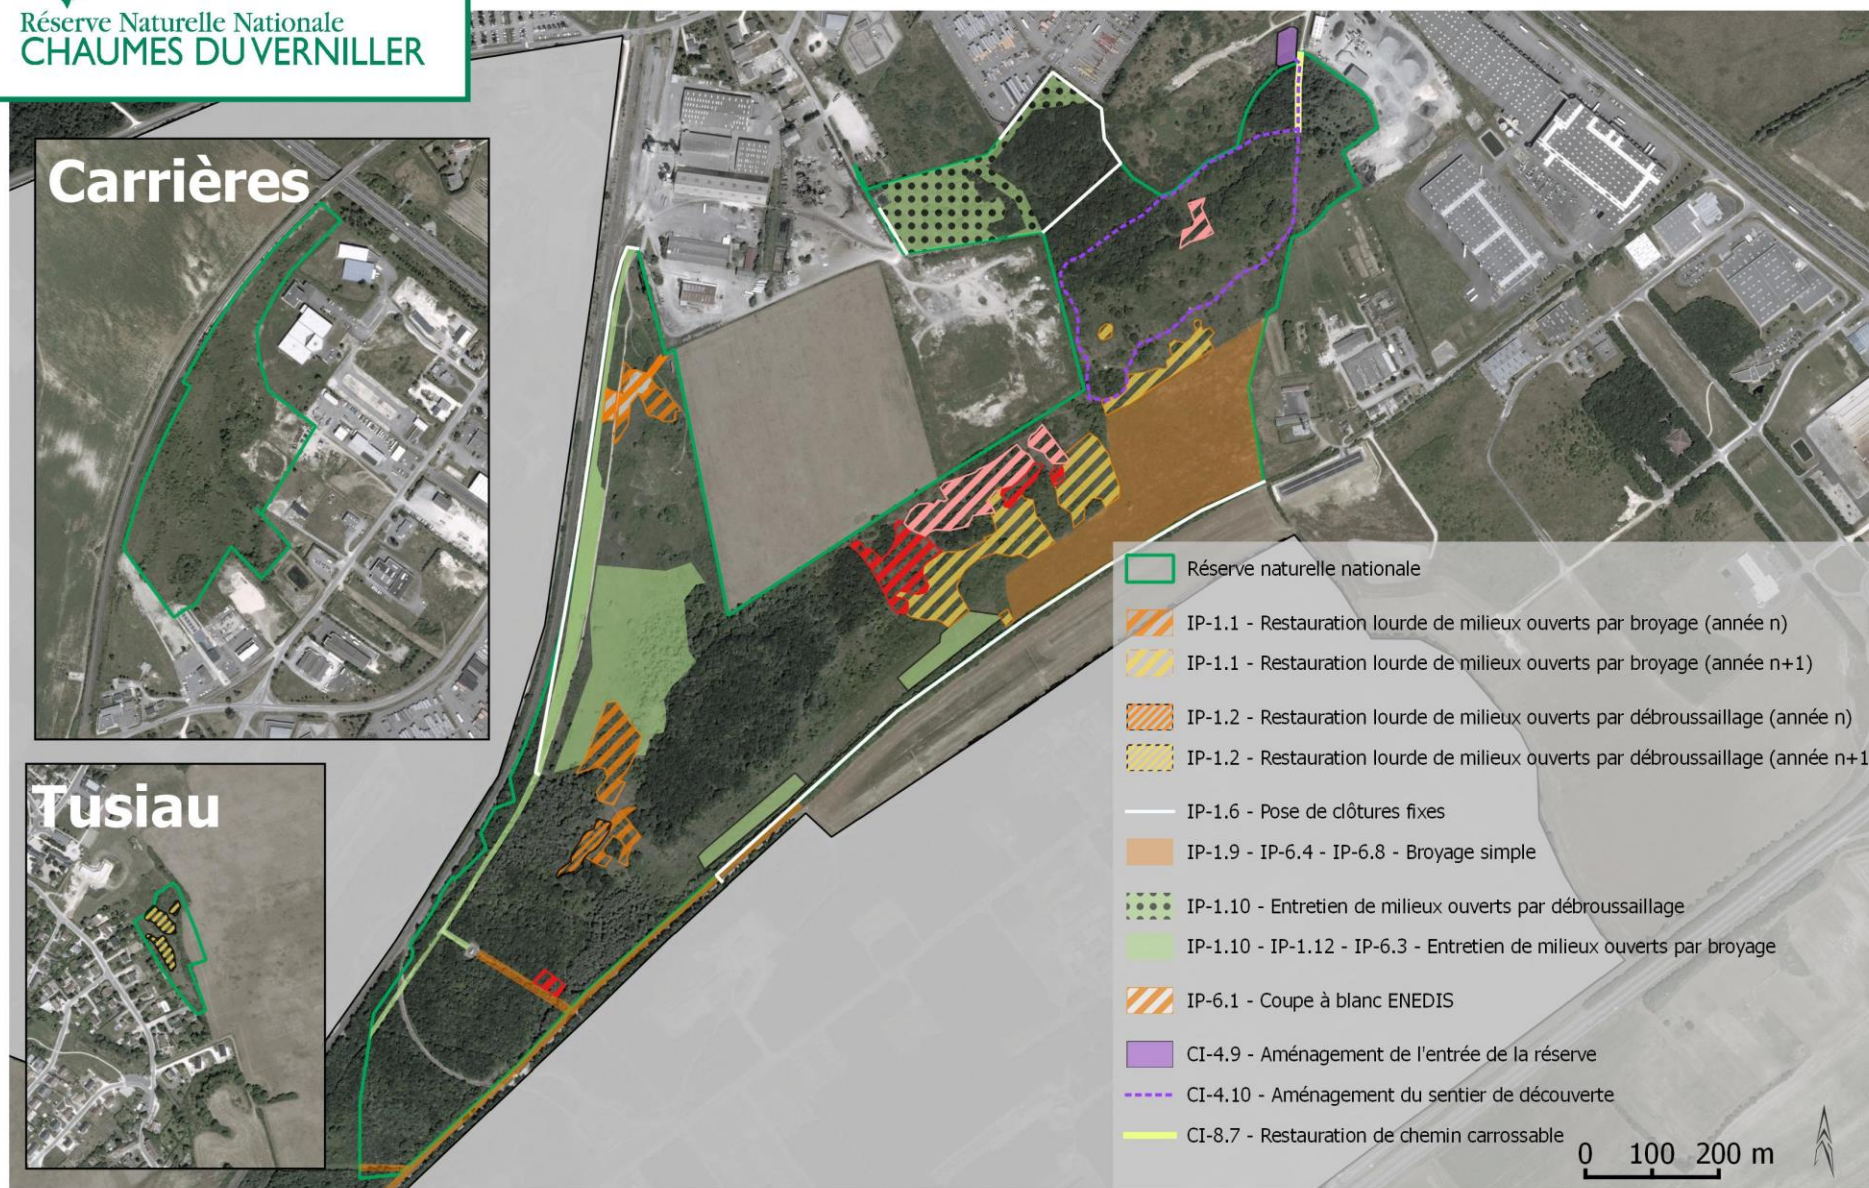 Réserve Naturelle Nationale
CHAUMES DU VERNILLER
Carrières
Tusiau
Réserve naturelle nationale
IP-1.1 - Restauration lourde de milieux ouverts par broyage (année n)
IP-1.1 - Restauration lourde de milieux ouverts par broyage (année n+1)
IP-1.2 - Restauration lourde de milieux ouverts par débroussaillage (année n)
IP-1.2 - Restauration lourde de milieux ouverts par débroussaillage (année n+1
IP-1.6 - Pose de clôtures fixes
IP-1.9 - IP-6.4 - IP-6.8 - Broyage simple
IP-1.10 - Entretien de milieux ouverts par débroussaillage
IP-1.10 - IP-1.12 - IP-6.3 - Entretien de milieux ouverts par broyage
IP-6.1 - Coupe à blanc ENEDIS
CI-4.9 - Aménagement de l'entrée de la réserve
CI-4.10 - Aménagement du sentier de découverte
CI-8.7 - Restauration de chemin carrossable
0 100 200 m